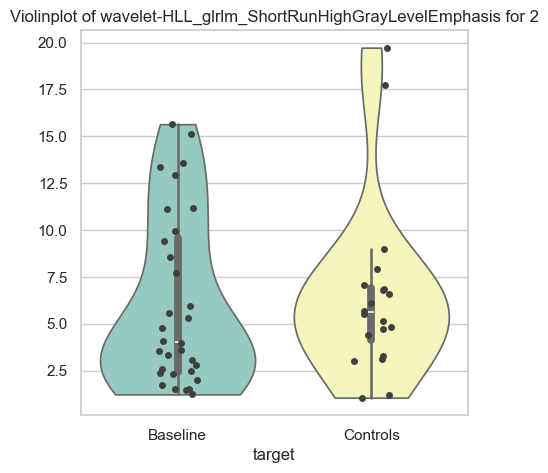 Violinplot of wavelet-HLL_glrlm_ShortRunHighGrayLevelEmphasis for 2
20.0
17.5
15.0
12.5
10.0
7.5
5.0
2.5
Baseline
Controls
target